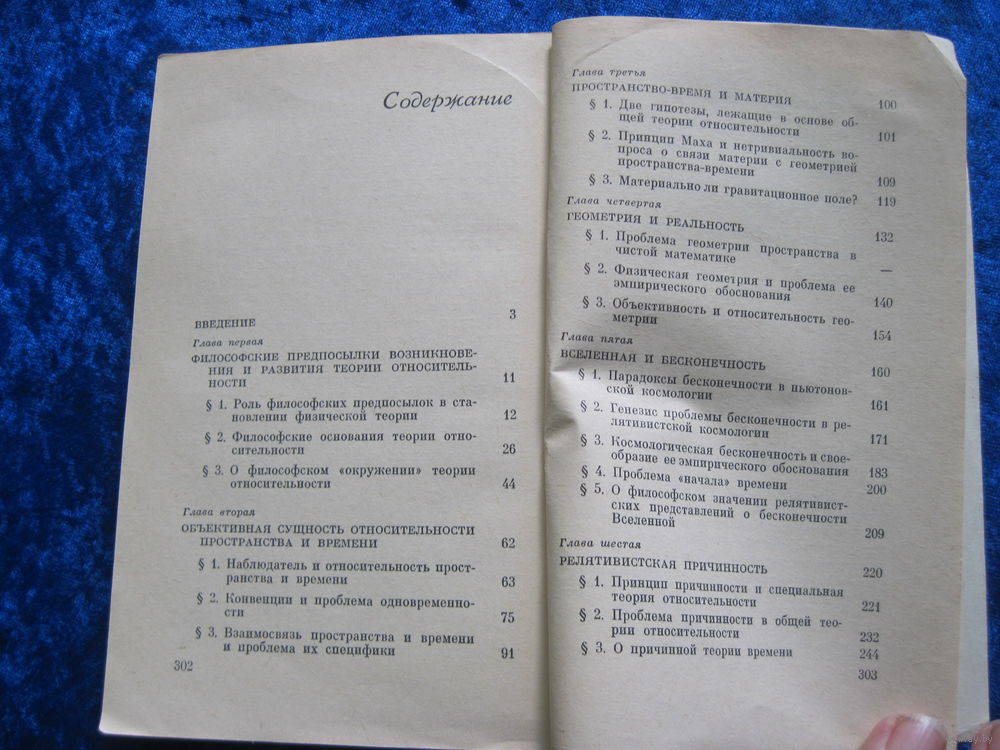 Содержание
ВВЕДЕНИЕ 3
Глава первая
ФИЛОСОФСКИЕ ПРЕДПОСЫЛКИ ВОЗНИКНОВЕ-
НИЯ И РАЗВИТИЯ ТЕОРИИ ОТНОСИТЕЛЬ-
НОСТИ 11
§ 1. Роль философских предпосылок в ста-
новлении физической теории 12
§ 2. Философские основания теории отно-
сительности 26
§ 3. О философском «окружении» теории
относительности 44
Глава вторая
ОБЪЕКТИВНАЯ СУЩНОСТЬ ОТНОСИТЕЛЬНОСТИ
ПРОСТРАНСТВА И ВРЕМЕНИ 62
§ 1. Наблюдатель и относительность прост-
ранства и времени 63
§ 2. Конвенции и проблема одновременно-
сти 75
§ 3. Взаимосвязь пространства и времени
и проблема их специфики 91
302
Глава третья
ПРОСТРАНСТВО-ВРЕМЯ И МАТЕРИЯ 100
§ 1. Две гипотезы, лежащие в основе об-
щей теории относительности 101
§ 2. Принцип Маха и нетривиальность во-
проса о связи материи с геометрией
пространства-времени 109
§ 3. Материально ли гравитационное поле? 119
Глава четвертая
ГЕОМЕТРИЯ И РЕАЛЬНОСТЬ 132
§ 1. Проблема геометрии пространства в
чистой математике —
§ 2. Физическая геометрия и проблема ее
эмпирического обоснования 140
§ 3. Объективность и относительность гео-
метрии 154
Глава пятая
ВСЕЛЕННАЯ И БЕСКОНЕЧНОСТЬ 160
§ 1. Парадоксы бесконечности в ньютонов-
ской космологии 161
§ 2. Генезис проблемы бесконечности в ре-
лятивистской космологии 171
§ 3. Космологическая бесконечность и свое-
образие ее эмпирического обоснования 183
§ 4. Проблема «начала» времени 200
§ 5. О философском значении релятивист-
ских представлений о бесконечности
Вселенной 209
Глава шестая
РЕЛЯТИВИСТСКАЯ ПРИЧИННОСТЬ 220
§ 1. Принцип причинности и специальная
теория относительности 221
§ 2. Проблема причинности в общей тео-
рии относительности 232
§ 3. О причинной теории времени 244
303